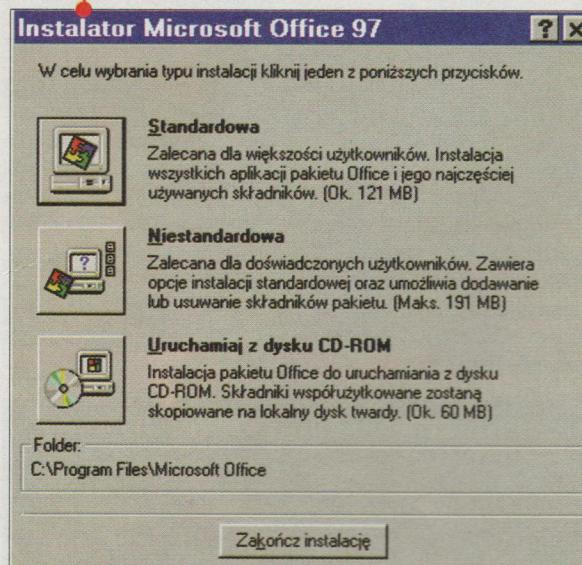 Instalator Microsoft Office 97
W celu wybrania typu instalacji kliknij jeden z poniższych przycisków.
Standardowa
Zalecana dla większości użytkowników. Instalacja
wszystkich aplikacji pakietu Office i jego najczęściej
używanych składników. (Ok. 121 MB)
Niestandardowa
Zalecana dla doświadczonych użytkowników. Zawiera
opcje instalacji standardowej oraz umożliwia dodawanie
lub usuwanie składników pakietu. (Maks. 191 MB)
Uruchamiaj z dysku CD-ROM
Instalacja pakietu Office do uruchamiania z dysku
CD-ROM. Składniki współużytkowane zostaną
skopiowane na lokalny dysk twardy. (Ok. 60 MB)
Folder:
C:\Program Files\Microsoft Office
Zakończ instalację